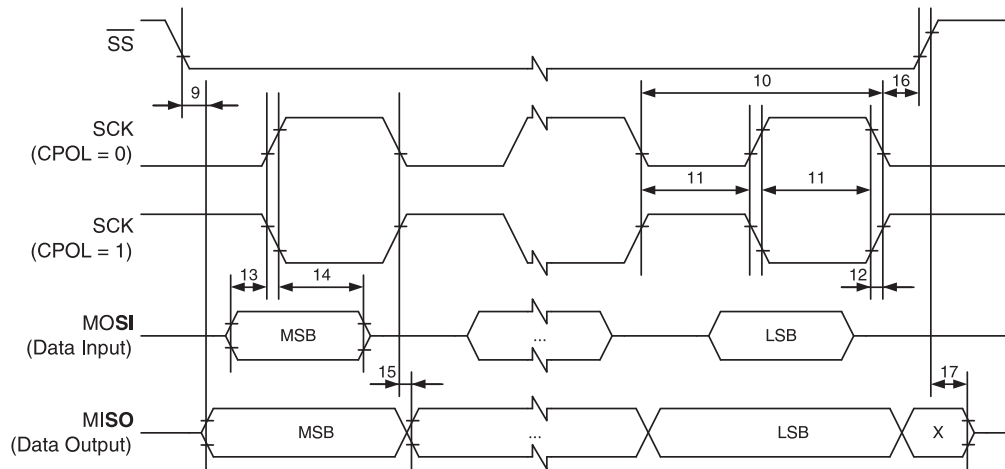 SS
9
10
16
SCK
(CPOL = 0)
11
11
SCK
(CPOL = 1)
13
14
12
MOSI
(Data Input)
MSB
...
LSB
15
17
MISO
(Data Output)
MSB
...
LSB
X